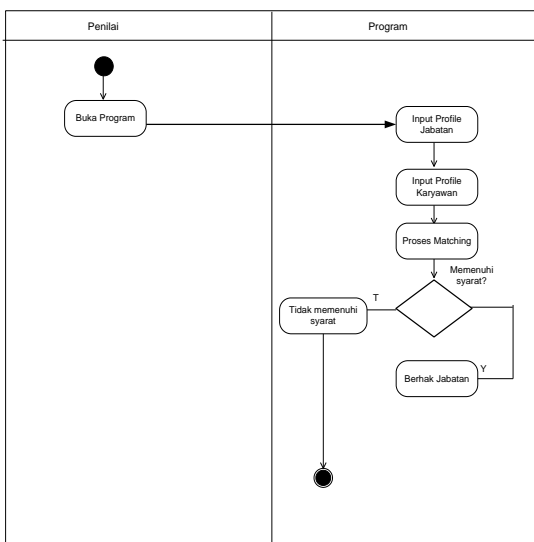 Penilai
Program
Buka Program
Input Profile
Jabatan
Input Profile
Karyawan
Proses Matching
Memenuhi
syarat?
T
Tidak memenuhi
syarat
Y
Berhak Jabatan